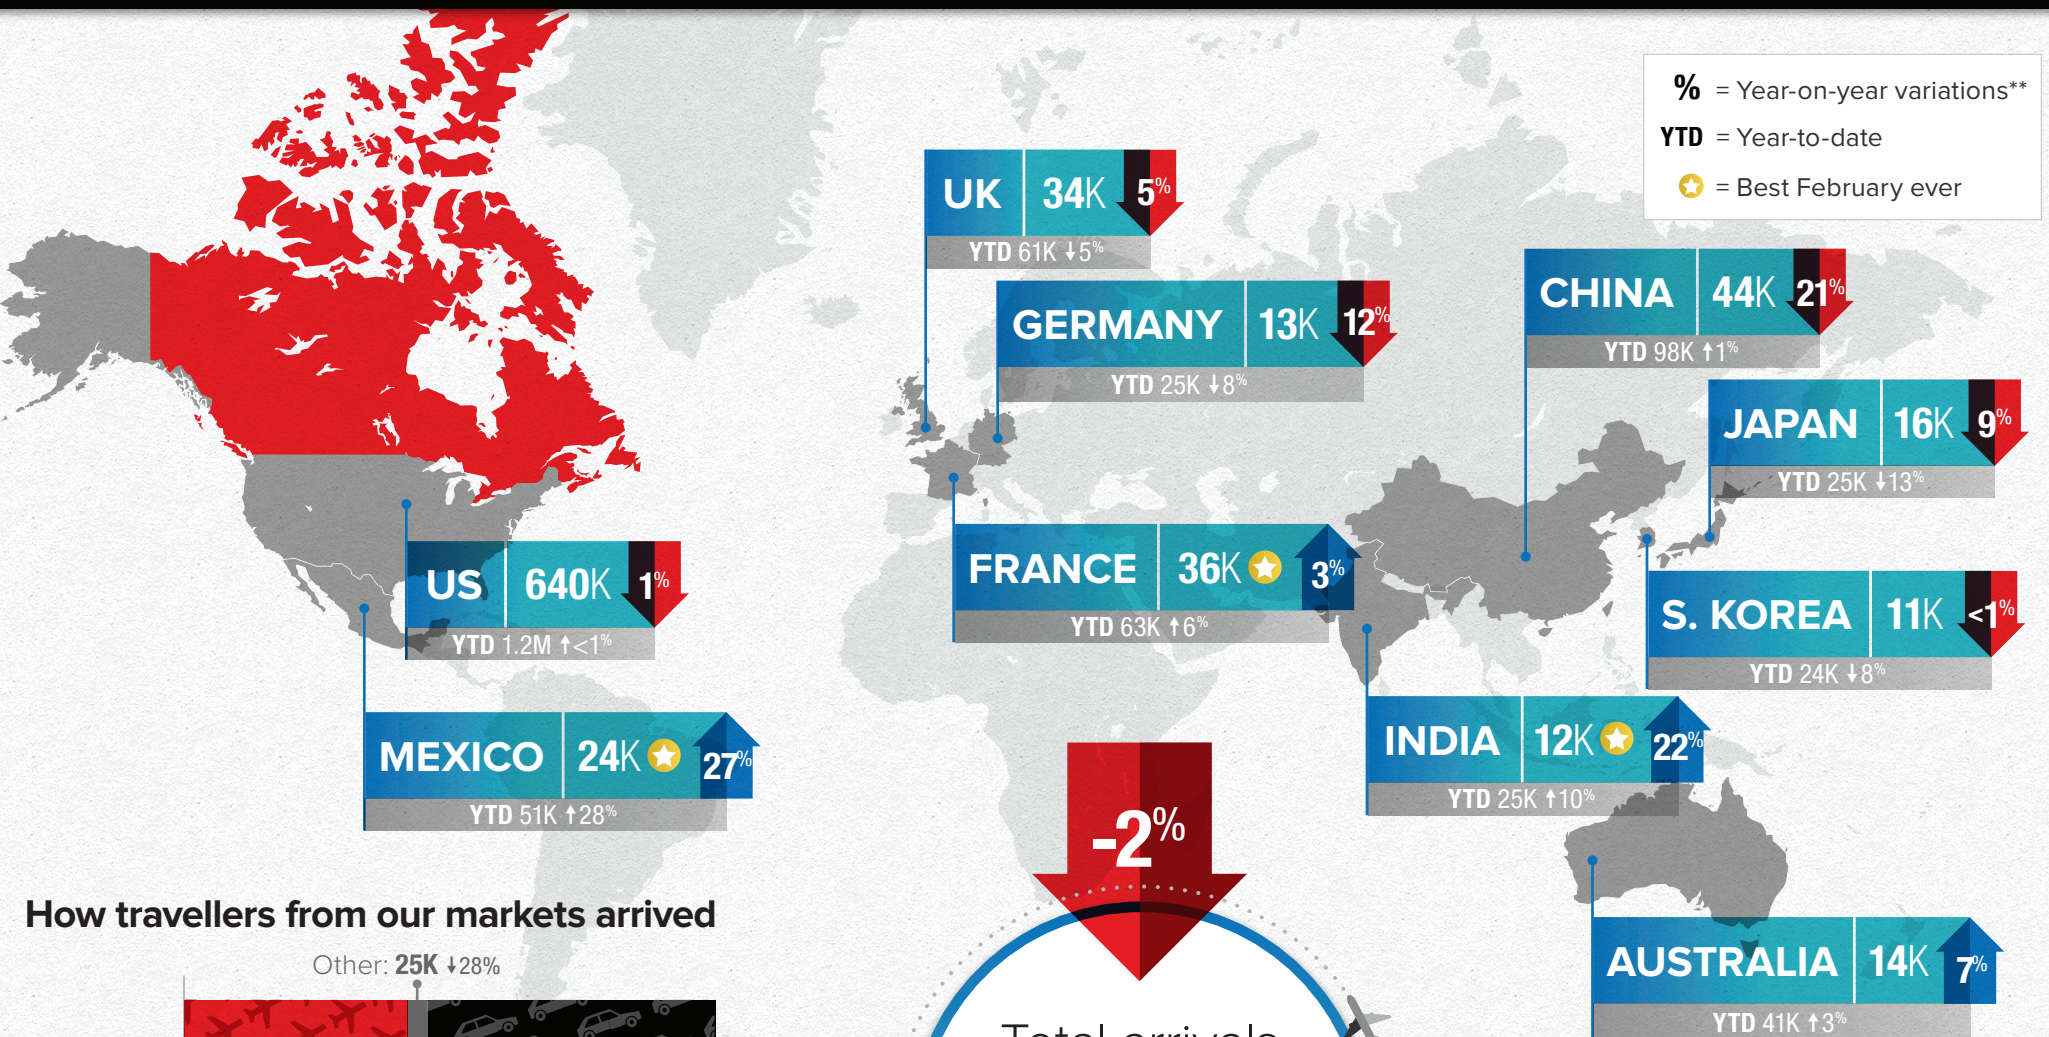 % = Year-on-year variations**
YTD = Year-to-date
= Best February ever
UK 34K 5%
YTD 61K ↓5%
GERMANY 13K 12%
YTD 25K ↓8%
CHINA 44K 21%
YTD 98K ↑1%
JAPAN 16K 9%
YTD 25K ↓13%
US 640K 1%
YTD 1.2M ↑<1%
FRANCE 36K 3%
YTD 63K ↑6%
S. KOREA 11K <1%
YTD 24K ↓8%
MEXICO 24K 27%
YTD 51K ↑28%
INDIA 12K 22%
YTD 25K ↑10%
-2%
Total arrivals
AUSTRALIA 14K 7%
YTD 41K ↑3%
How travellers from our markets arrived
Other: 25K ↓28%